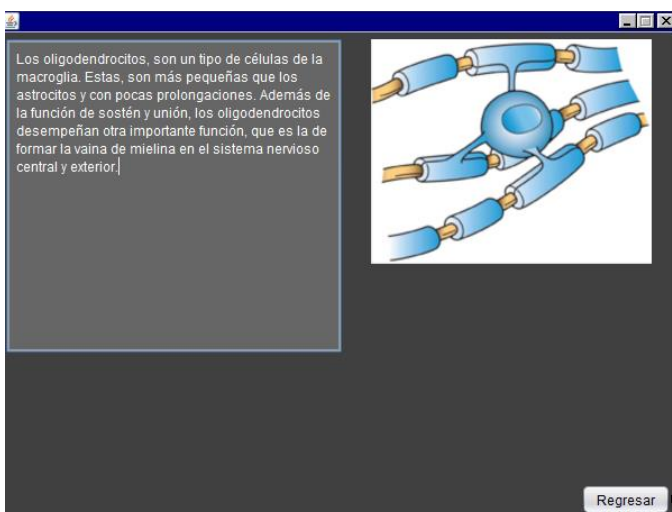 Los oligodendrocitos, son un tipo de células de la
macroglia. Estas, son más pequeñas que los
astrocitos y con pocas prolongaciones. Además de
la función de sostén y unión, los oligodendrocitos
desempeñan otra importante función, que es la de
formar la vaina de mielina en el sistema nervioso
central y exterior.
Regresar